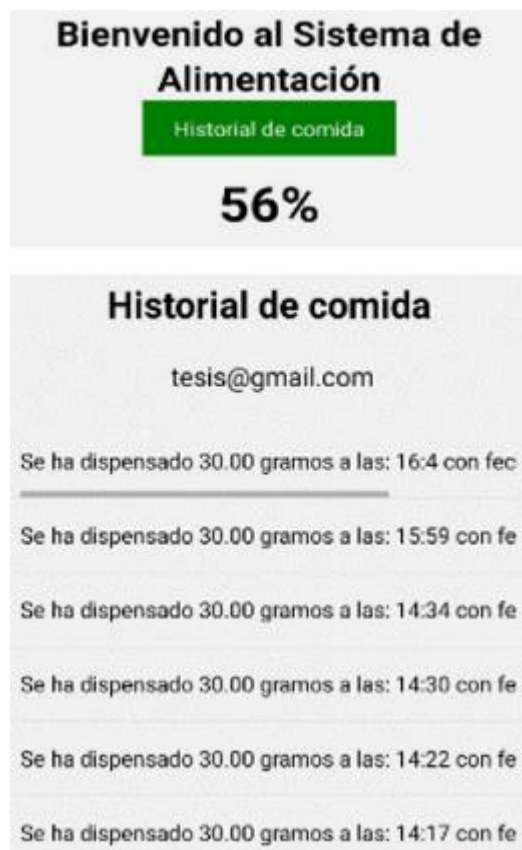 Bienvenido al Sistema de
Alimentación
Historial de comida
56%
Historial de comida
tesis@gmail.com
Se ha dispensado 30.00 gramos a las: 16:4 con fec
Se ha dispensado 30.00 gramos a las: 15:59 con fe
Se ha dispensado 30.00 gramos a las: 14:34 con fe
Se ha dispensado 30.00 gramos a las: 14:30 con fe
Se ha dispensado 30.00 gramos a las: 14:22 con fe
Se ha dispensado 30.00 gramos a las: 14:17 con fe